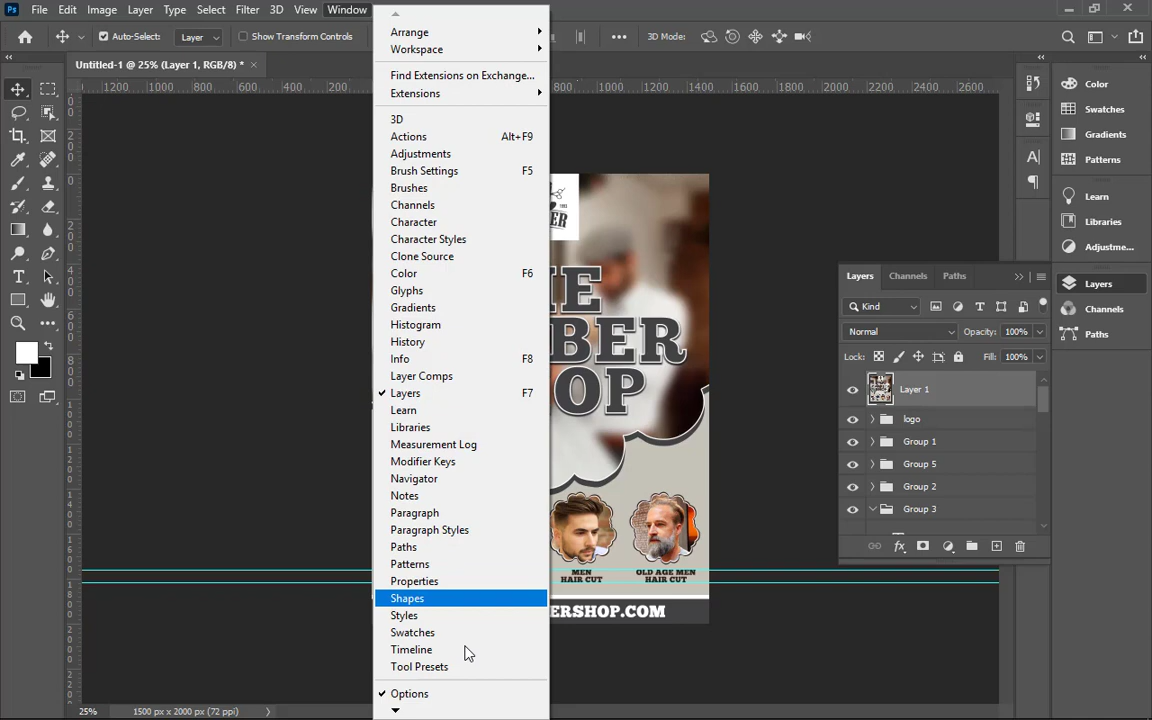 Ps File Edit Image Layer Type Select Filter 3D View Window
Auto-Select: Layer Show Transform Controls 3D Mode:
Untitled-1 @ 25% (Layer 1, RGB/8) * ×
1200 1000 800 600 400 200 800 1000 1200 1400 1600 1800 2000 2200 2400 2600
Arrange
Workspace
Find Extensions on Exchange...
Extensions
3D
Actions Alt+F9
Adjustments
Brush Settings F5
Brushes
Channels
Character
Character Styles
Clone Source
Color F6
Glyphs
Gradients
Histogram
History
Info F8
Layer Comps
Layers F7
Learn
Libraries
Measurement Log
Modifier Keys
Navigator
Notes
Paragraph
Paragraph Styles
Paths
Patterns
Properties
Shapes
Styles
Swatches
Timeline
Tool Presets
Options
BER
OP
MEN
HAIR CUT
OLD AGE MEN
HAIR CUT
ERSHOP.COM
Layers Channels Paths
Kind
Normal Opacity: 100%
Lock: Fill: 100%
Layer 1
logo
Group 1
Group 5
Group 2
Group 3
Color
Swatches
Gradients
Patterns
Learn
Libraries
Adjustme...
Layers
Channels
Paths
25% 1500 px x 2000 px (72 ppi)